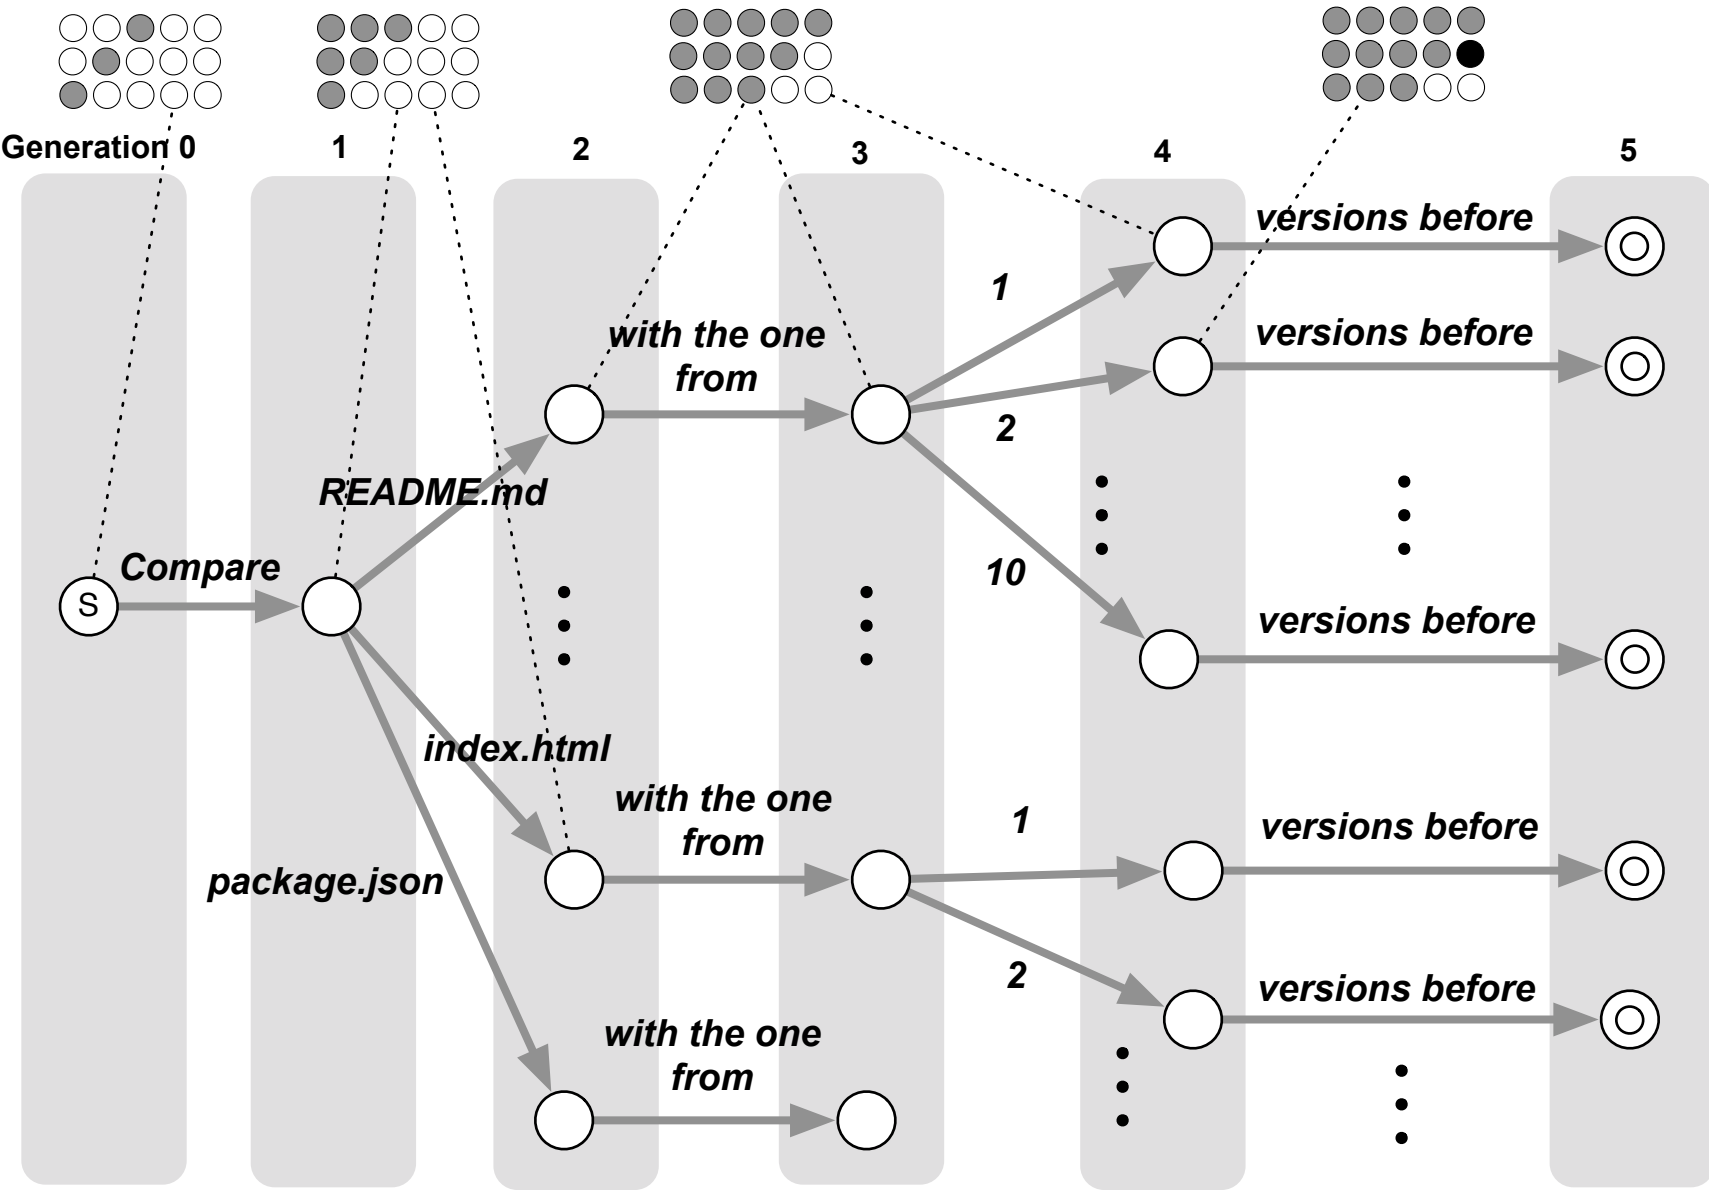 Generation 0
1
2
3
4
5
versions before
1
versions before
with the one
from
2
README.md
10
Compare
S
versions before
index.html
with the one
from
1
versions before
package.json
2
versions before
with the one
from